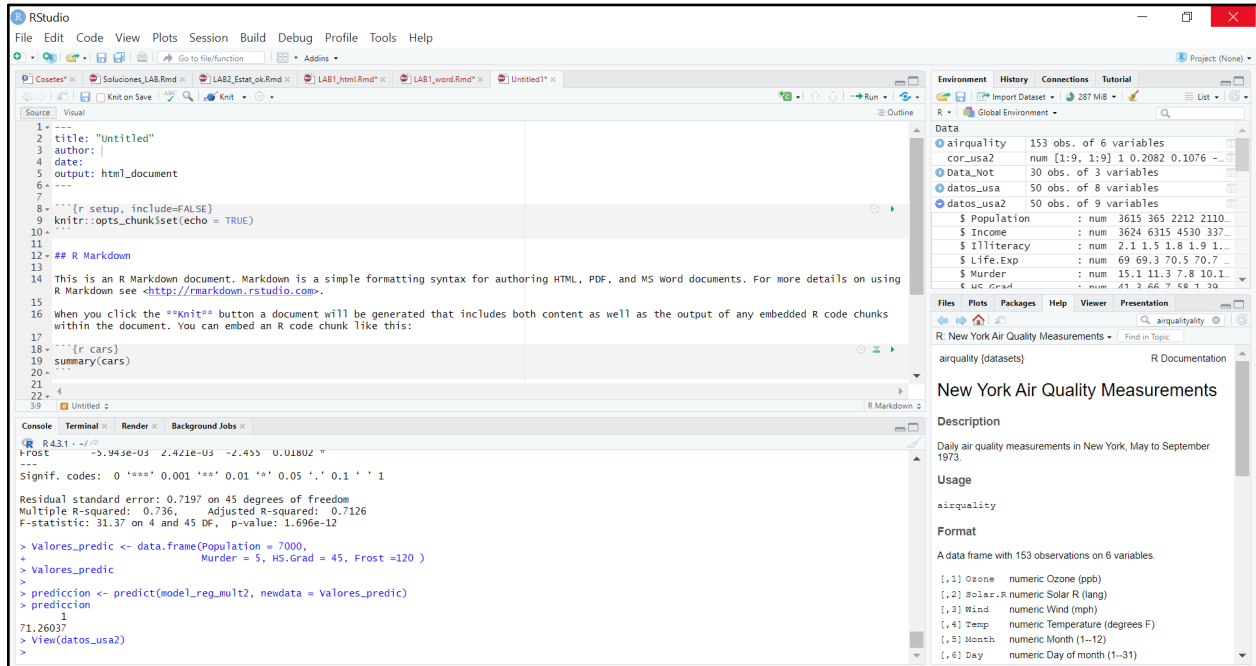 RStudio
File Edit Code View Plots Session Build Debug Profile Tools Help
Go to file/function Addins
Project: (None)
Cosetes* Soluciones_LAB.Rmd LAB2_Estat_ok.Rmd LAB1_html.Rmd* LAB1_word.Rmd* Untitled1*
Knit on Save ABC Knit Run
Source Visual Outline
1 ---
2 title: "Untitled"
3 author:
4 date:
5 output: html_document
6 ---
7
8 ```{r setup, include=FALSE}
9 knitr::opts_chunk$set(echo = TRUE)
10 ```
11
12 ## R Markdown
13
14 This is an R Markdown document. Markdown is a simple formatting syntax for authoring HTML, PDF, and MS Word documents. For more details on using
R Markdown see <http://rmarkdown.rstudio.com>.
15
16 When you click the **Knit** button a document will be generated that includes both content as well as the output of any embedded R code chunks
within the document. You can embed an R code chunk like this:
17
18 ```{r cars}
19 summary(cars)
20 ```
21
22
3:9 Untitled R Markdown
Console Terminal Render Background Jobs
R 4.3.1 · ~/
Frost -5.943e-03 2.421e-03 -2.455 0.01802 *
---
Signif. codes: 0 ‘***’ 0.001 ‘**’ 0.01 ‘*’ 0.05 ‘.’ 0.1 ‘ ’ 1
Residual standard error: 0.7197 on 45 degrees of freedom
Multiple R-squared: 0.736, Adjusted R-squared: 0.7126
F-statistic: 31.37 on 4 and 45 DF, p-value: 1.696e-12
> Valores_predic <- data.frame(Population = 7000,
+ Murder = 5, HS.Grad = 45, Frost =120 )
> Valores_predic
>
> prediccion <- predict(model_reg_mult2, newdata = Valores_predic)
> prediccion
1
71.26037
> View(datos_usa2)
>
Environment History Connections Tutorial
Import Dataset 287 MiB List
R Global Environment
Data
airquality 153 obs. of 6 variables
cor_usa2 num [1:9, 1:9] 1 0.2082 0.1076 -…
Data_Not 30 obs. of 3 variables
datos_usa 50 obs. of 8 variables
datos_usa2 50 obs. of 9 variables
$ Population : num 3615 365 2212 2110…
$ Income : num 3624 6315 4530 337…
$ Illiteracy : num 2.1 1.5 1.8 1.9 1.…
$ Life.Exp : num 69 69.3 70.5 70.7 …
$ Murder : num 15.1 11.3 7.8 10.1…
$ HS.Grad : num 41.3 66.7 58.1 39…
Files Plots Packages Help Viewer Presentation
airqualityality
R: New York Air Quality Measurements Find in Topic
airquality {datasets} R Documentation
New York Air Quality Measurements
Description
Daily air quality measurements in New York, May to September
1973.
Usage
airquality
Format
A data frame with 153 observations on 6 variables.
[,1] Ozone numeric Ozone (ppb)
[,2] Solar.R numeric Solar R (lang)
[,3] Wind numeric Wind (mph)
[,4] Temp numeric Temperature (degrees F)
[,5] Month numeric Month (1--12)
[,6] Day numeric Day of month (1--31)